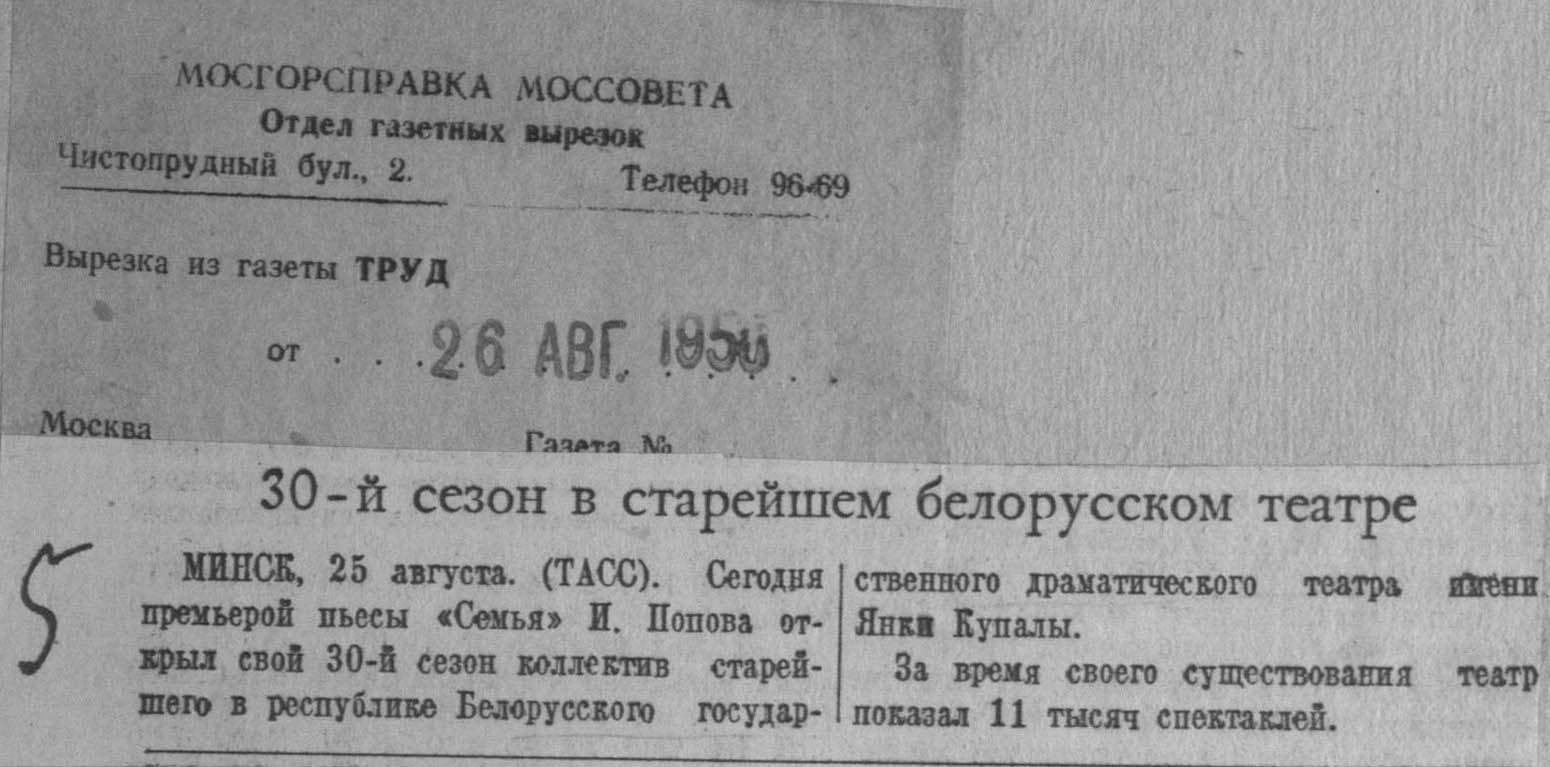 МОСГОРСПРАВКА МОССОВЕТА
Отдел газетных вырезок
Чистопрудный бул., 2. Телефон 96-69
Вырезка из газеты ТРУД
от . . . 26 АВГ. 1950
Москва Газета №
30-й сезон в старейшем белорусском театре
5
МИНСК, 25 августа. (ТАСС). Сегодня
премьерой пьесы «Семья» И. Попова от-
крыл свой 30-й сезон коллектив старей-
шего в республике Белорусского государ-
ственного драматического театра имени
Янки Купалы.
За время своего существования театр
показал 11 тысяч спектаклей.